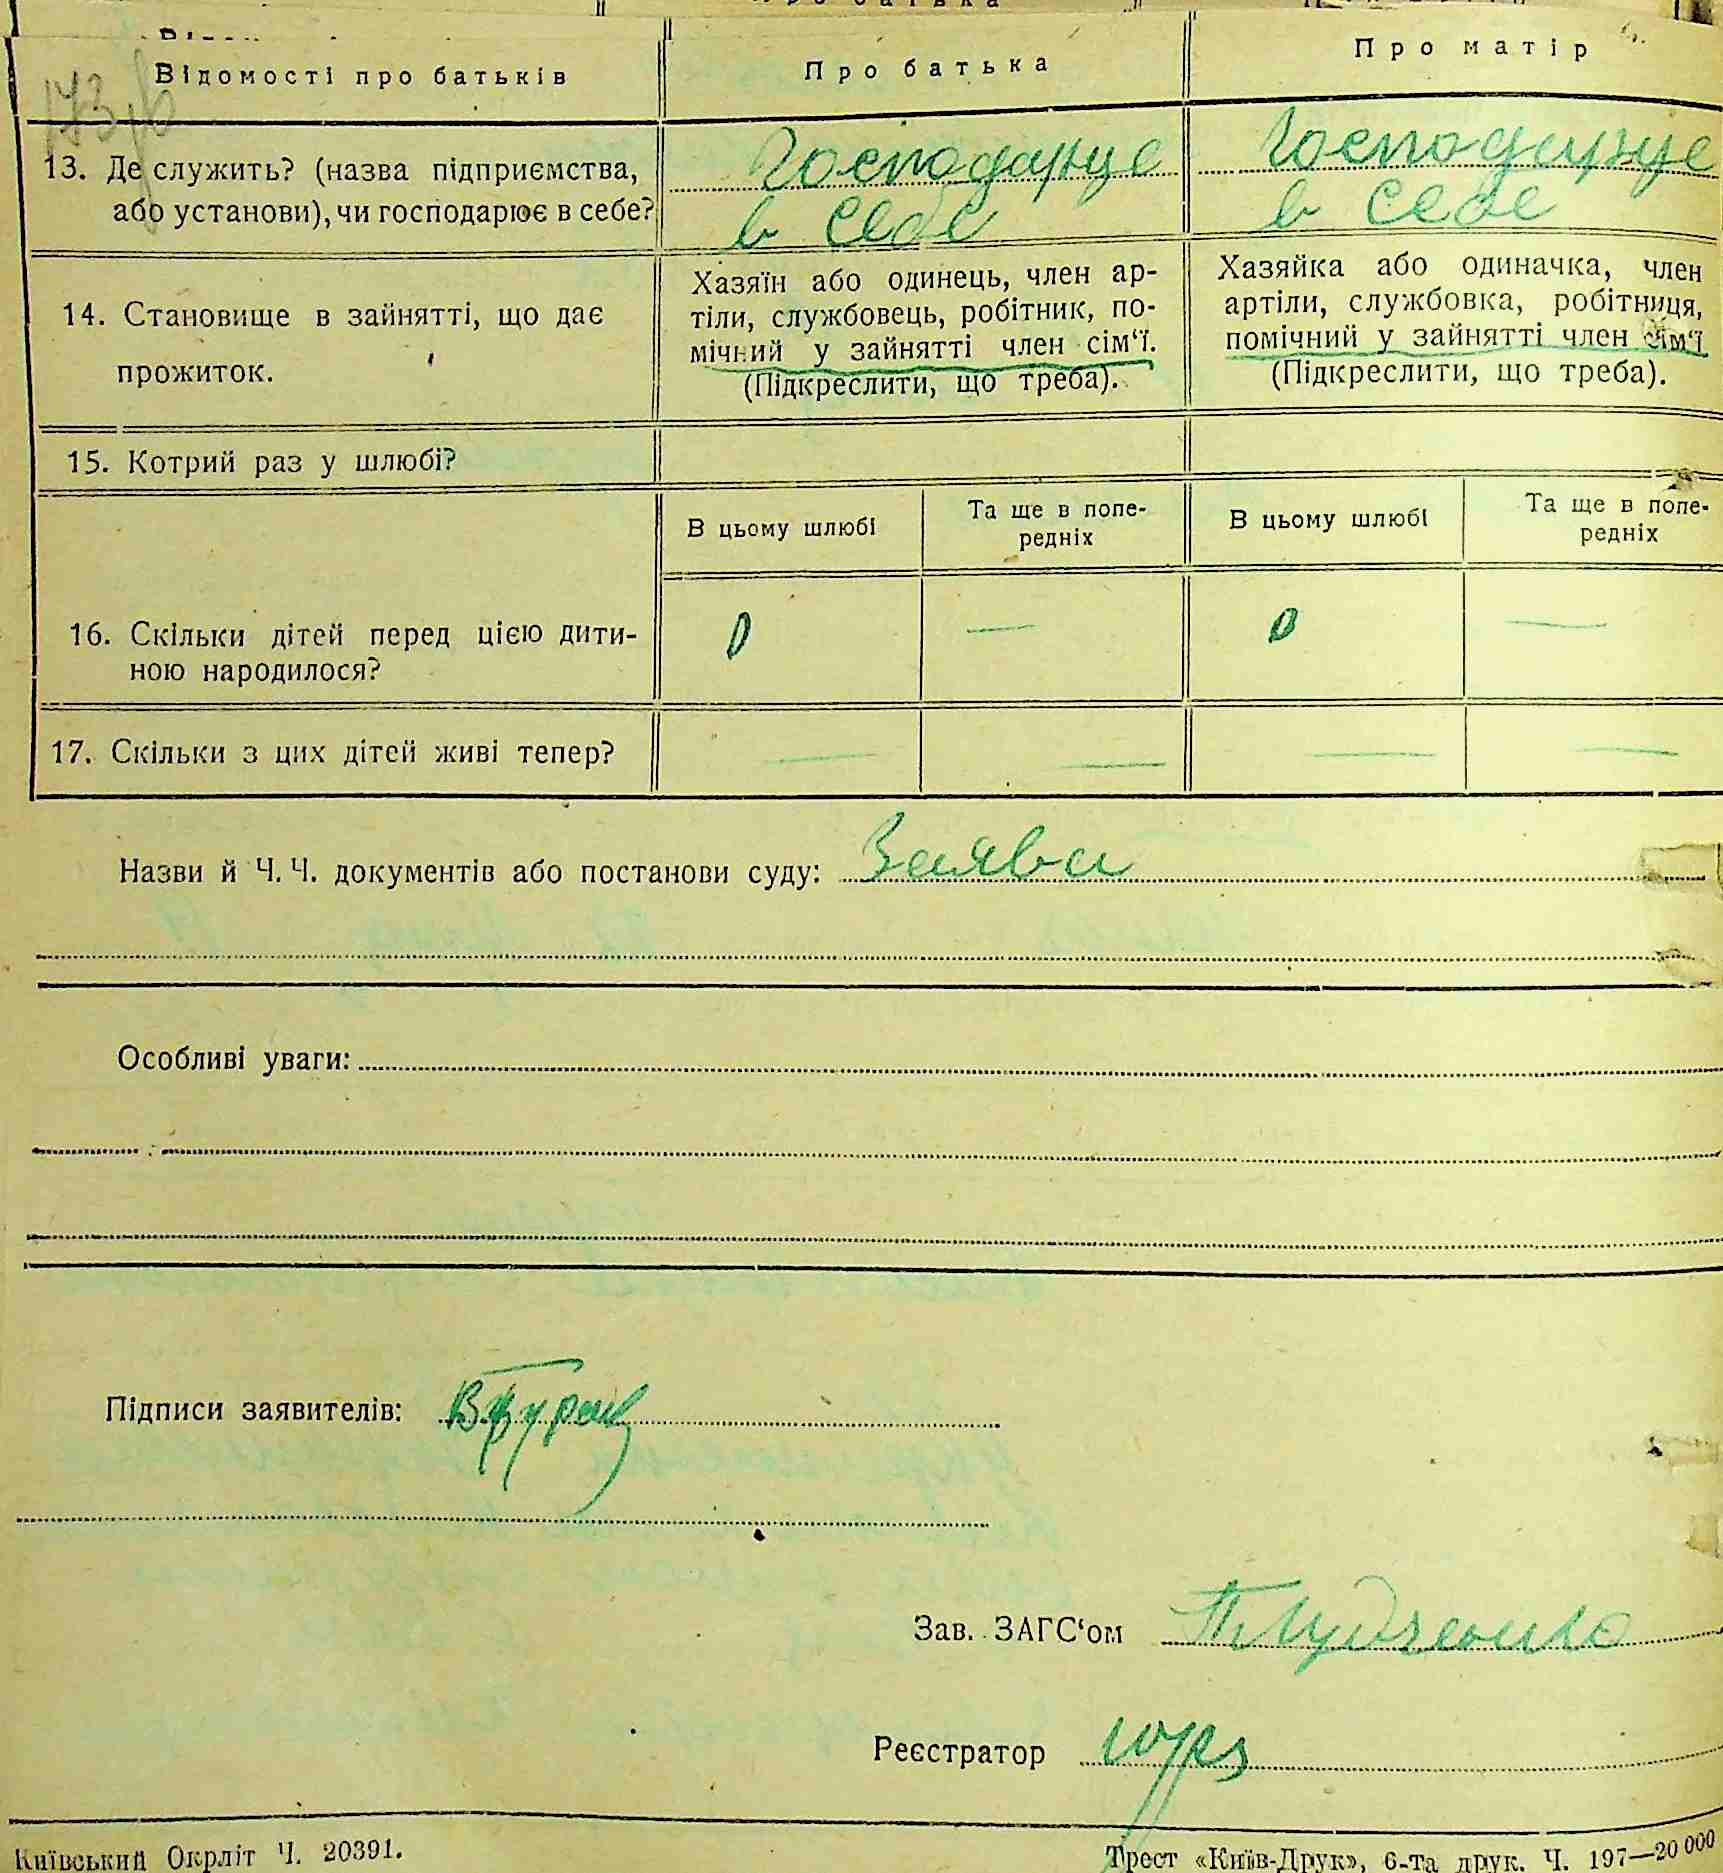 Відомості про батьків
Про батька
Про матір
173
13. Де служить? (назва підприємства,
або установи), чи господарює в себе?
Господарює
в себе
Господарює
в себе
14. Становище в зайнятті, що дає
прожиток.
Хазяїн або одинець, член ар-
тіли, службовець, робітник, по-
мічний у зайнятті член сім‘ї.
(Підкреслити, що треба).
Хазяйка або одиначка, член
артіли, службовка, робітниця,
помічний у зайнятті член сім‘ї
(Підкреслити, що треба).
15. Котрий раз у шлюбі?
В цьому шлюбі
Та ще в попе-
редніх
В цьому шлюбі
Та ще в попе-
редніх
16. Скільки дітей перед цією дити-
ною народилося?
0 — 0 —
17. Скільки з цих дітей живі тепер?
— — — —
Назви й Ч. Ч. документів або постанови суду: Заява
Особливі уваги:
Підписи заявителів:
Зав. ЗАГС‘ом
Реєстратор
Київський Окрліт Ч. 20391.
Трест «Київ-Друк», 6-та друк. Ч. 197—20 000